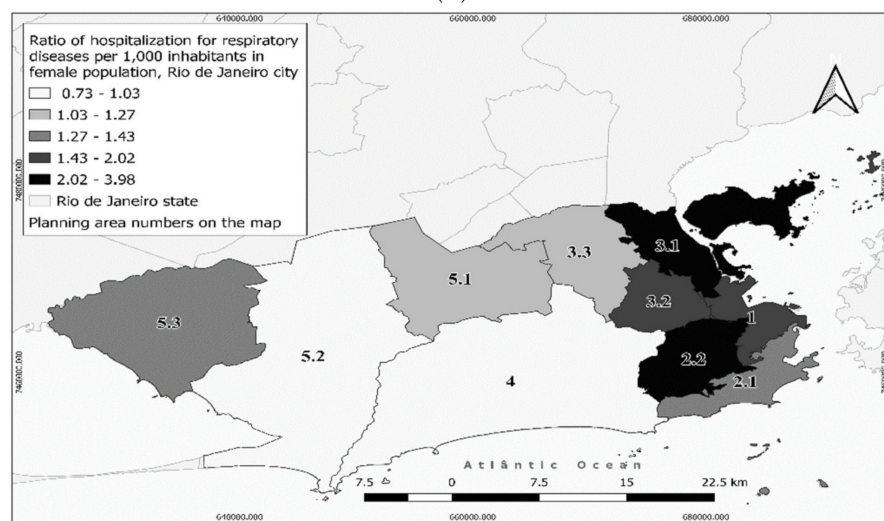 640000.000 660000.000 680000.000
Ratio of hospitalization for respiratory
diseases per 1,000 inhabitants in
female population, Rio de Janeiro city
0.73 - 1.03
1.03 - 1.27
1.27 - 1.43
1.43 - 2.02
2.02 - 3.98
Rio de Janeiro state
Planning area numbers on the map
N
7480000.000
3.1
3.3
5.1
3.2
1
5.3
5.2
2.2
4
2.1
7460000.000
Atlântic Ocean
7.5 0 7.5 15 22.5 km
640000.000 660000.000 680000.000